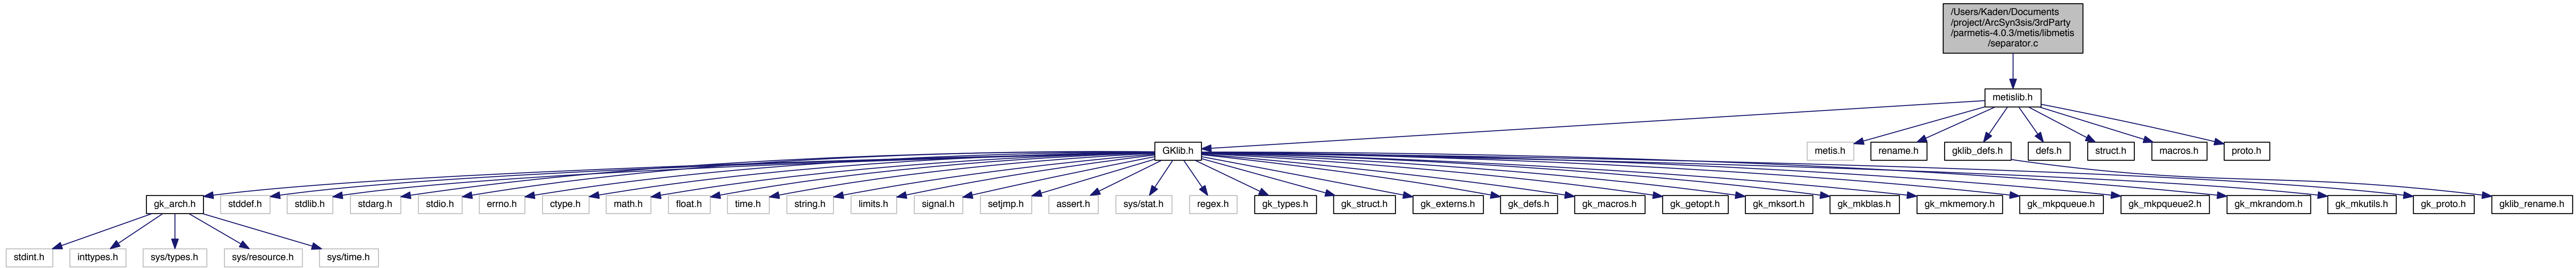 /Users/Kaden/Documents
/project/ArcSyn3sis/3rdParty
/parmetis-4.0.3/metis/libmetis
/separator.c
metislib.h
GKlib.h
metis.h
rename.h
gklib_defs.h
defs.h
struct.h
macros.h
proto.h
gk_arch.h
stddef.h
stdlib.h
stdarg.h
stdio.h
errno.h
ctype.h
math.h
float.h
time.h
string.h
limits.h
signal.h
setjmp.h
assert.h
sys/stat.h
regex.h
gk_types.h
gk_struct.h
gk_externs.h
gk_defs.h
gk_macros.h
gk_getopt.h
gk_mksort.h
gk_mkblas.h
gk_mkmemory.h
gk_mkpqueue.h
gk_mkpqueue2.h
gk_mkrandom.h
gk_mkutils.h
gk_proto.h
gklib_rename.h
stdint.h
inttypes.h
sys/types.h
sys/resource.h
sys/time.h